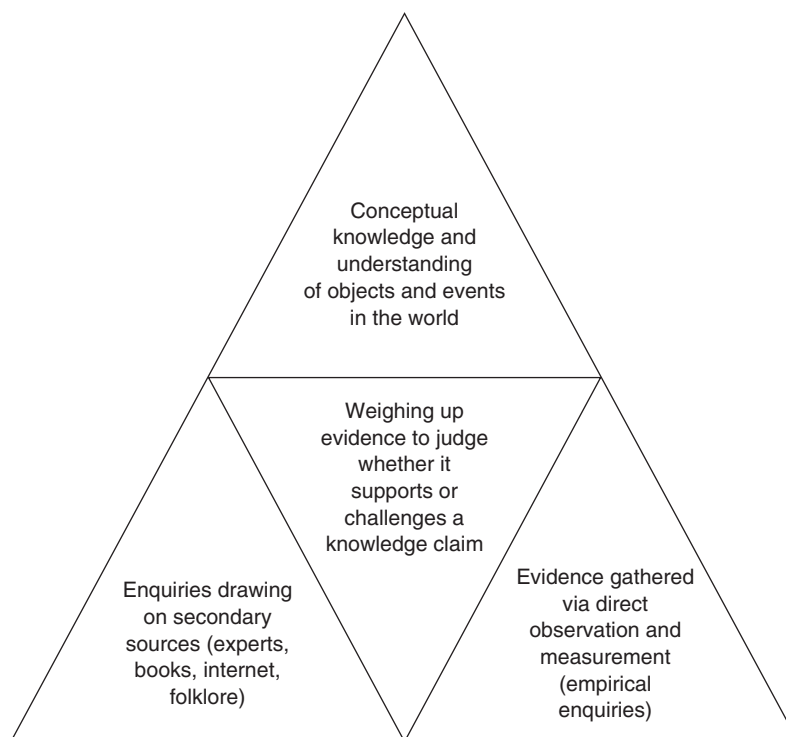 Conceptual
knowledge and
understanding
of objects and events
in the world
Weighing up
evidence to judge
whether it
supports or
challenges a
knowledge claim
Enquiries drawing
on secondary
sources (experts,
books, internet,
folklore)
Evidence gathered
via direct
observation and
measurement
(empirical
enquiries)